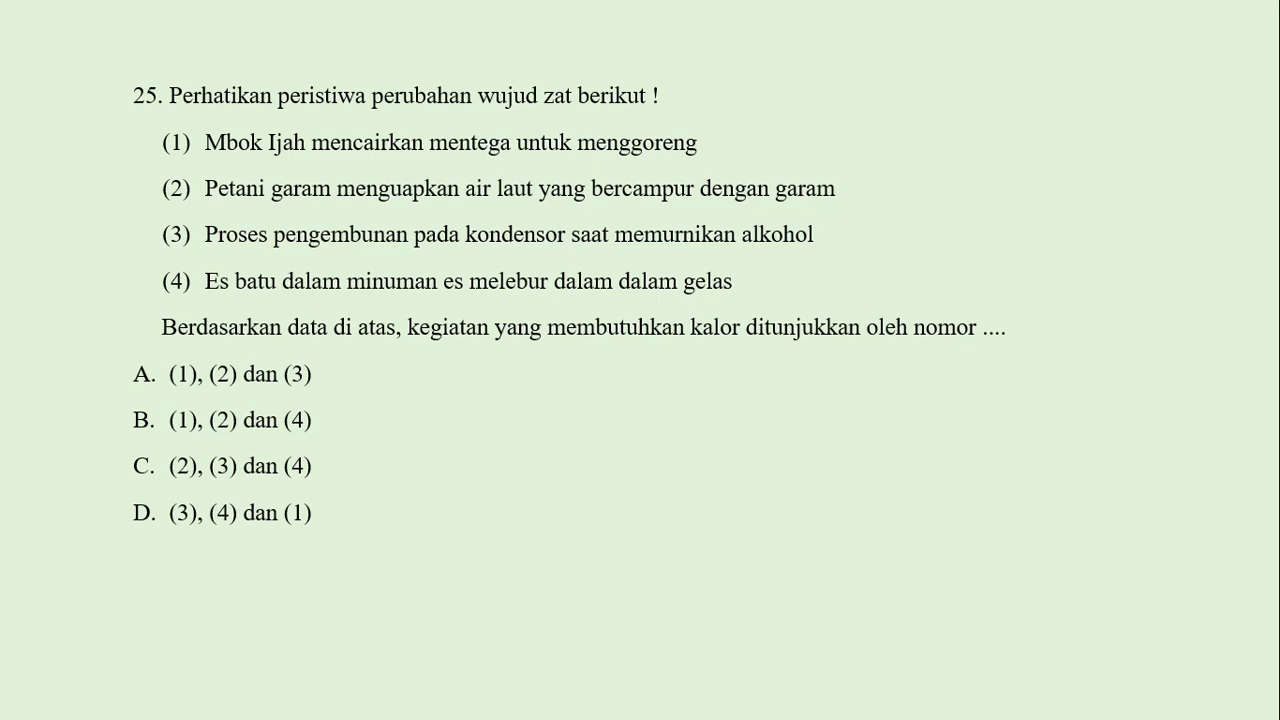 25. Perhatikan peristiwa perubahan wujud zat berikut !
(1) Mbok Ijah mencairkan mentega untuk menggoreng
(2) Petani garam menguapkan air laut yang bercampur dengan garam
(3) Proses pengembunan pada kondensor saat memurnikan alkohol
(4) Es batu dalam minuman es melebur dalam dalam gelas
Berdasarkan data di atas, kegiatan yang membutuhkan kalor ditunjukkan oleh nomor ....
A. (1), (2) dan (3)
B. (1), (2) dan (4)
C. (2), (3) dan (4)
D. (3), (4) dan (1)